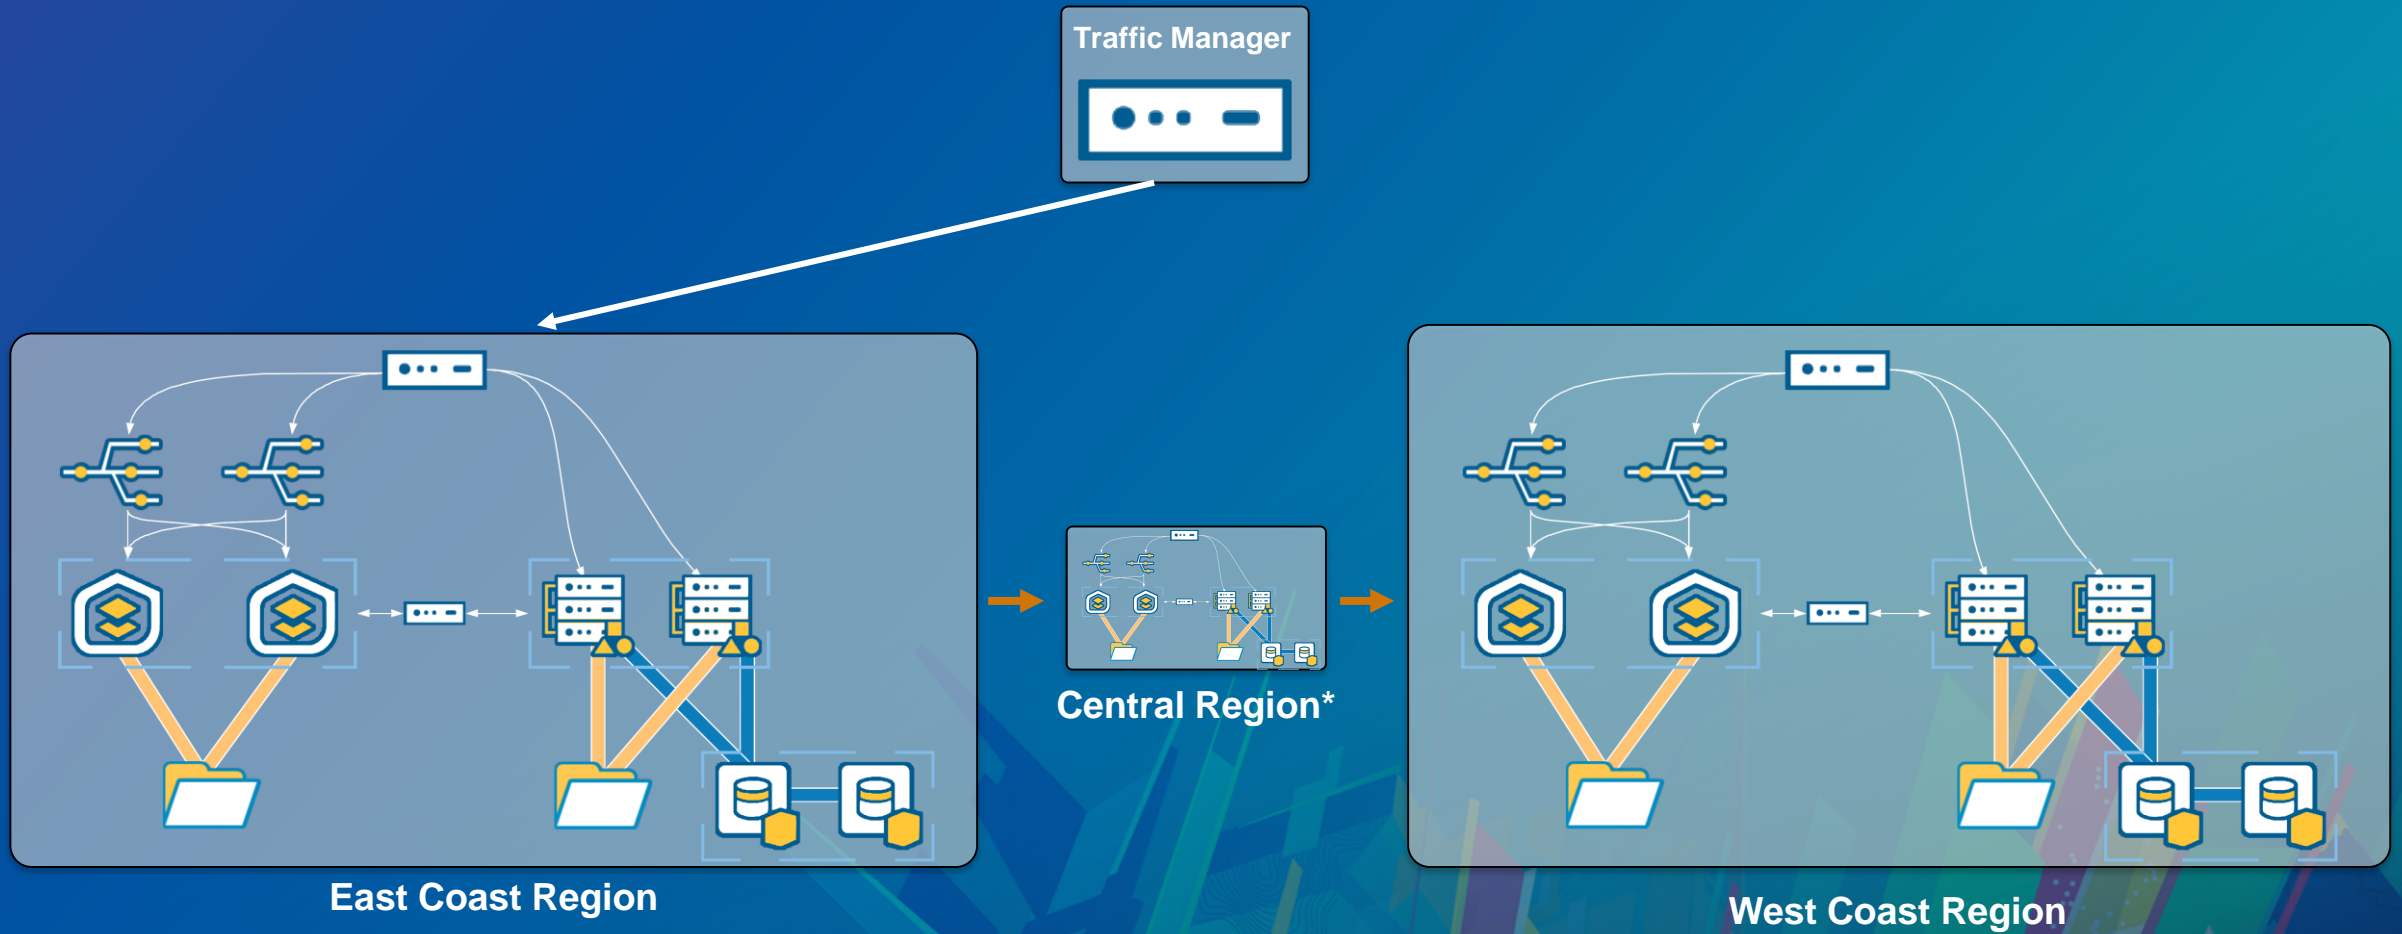 Traffic Manager
Central Region*
East Coast Region
West Coast Region